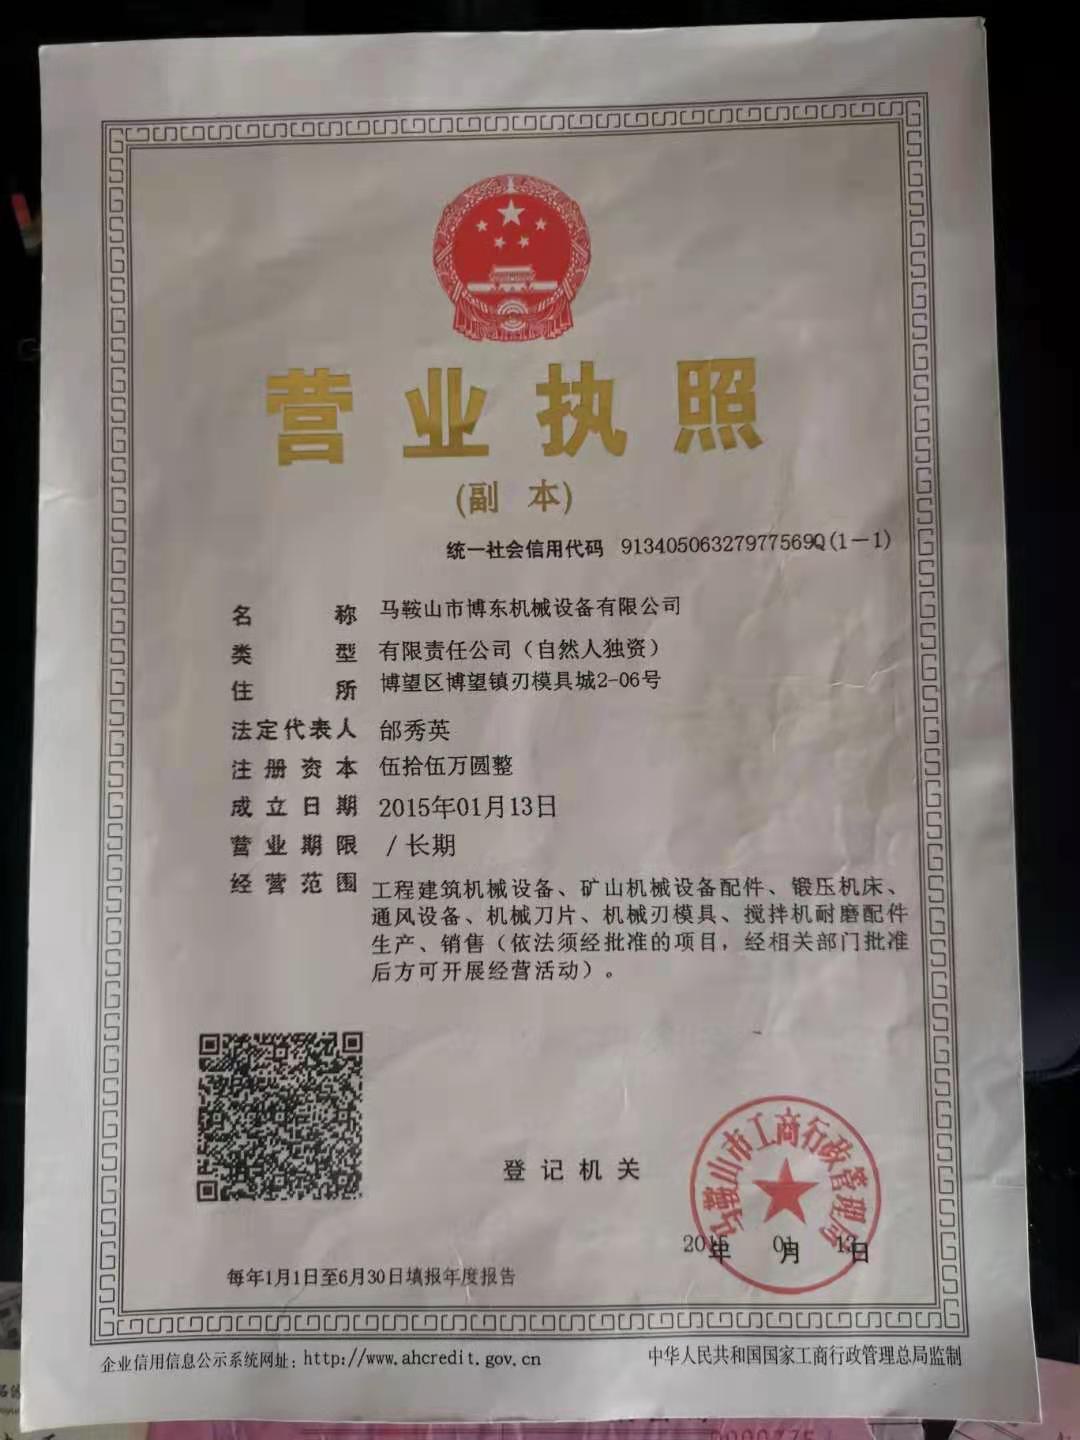 营业执照
(副 本)
统一社会信用代码 91340506327977569Q(1-1)
名称 马鞍山市博东机械设备有限公司
类型 有限责任公司（自然人独资）
住所 博望区博望镇刃模具城2-06号
法定代表人 邰秀英
注册资本 伍拾伍万圆整
成立日期 2015年01月13日
营业期限 / 长期
经营范围 工程建筑机械设备、矿山机械设备配件、锻压机床、
通风设备、机械刀片、机械刃模具、搅拌机耐磨配件
生产、销售（依法须经批准的项目，经相关部门批准
后方可开展经营活动）。
马鞍山市工商行政管理局
登记机关
2015年 01月 13日
每年1月1日至6月30日填报年度报告
企业信用信息公示系统网址：http://www.ahcredit.gov.cn
中华人民共和国国家工商行政管理总局监制